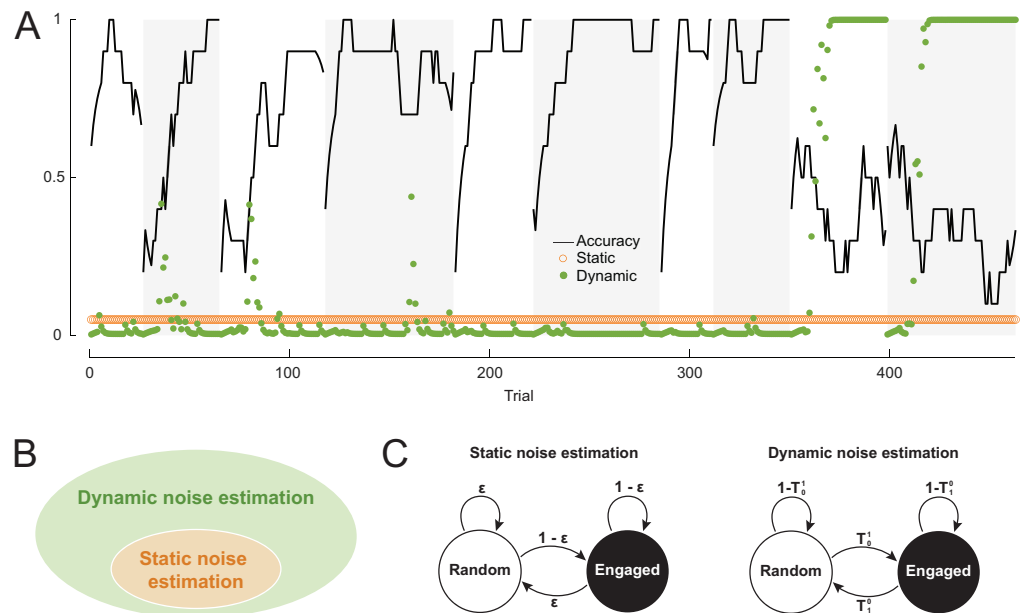 A
1
0.5
0
Accuracy
Static
Dynamic
0
100
200
300
400
Trial
B
Dynamic noise estimation
Static noise
estimation
C
Static noise estimation
ε
1 - ε
1 - ε
Random
Engaged
ε
Dynamic noise estimation
1-T¹₀
1-T⁰₁
T¹₀
Random
Engaged
T⁰₁